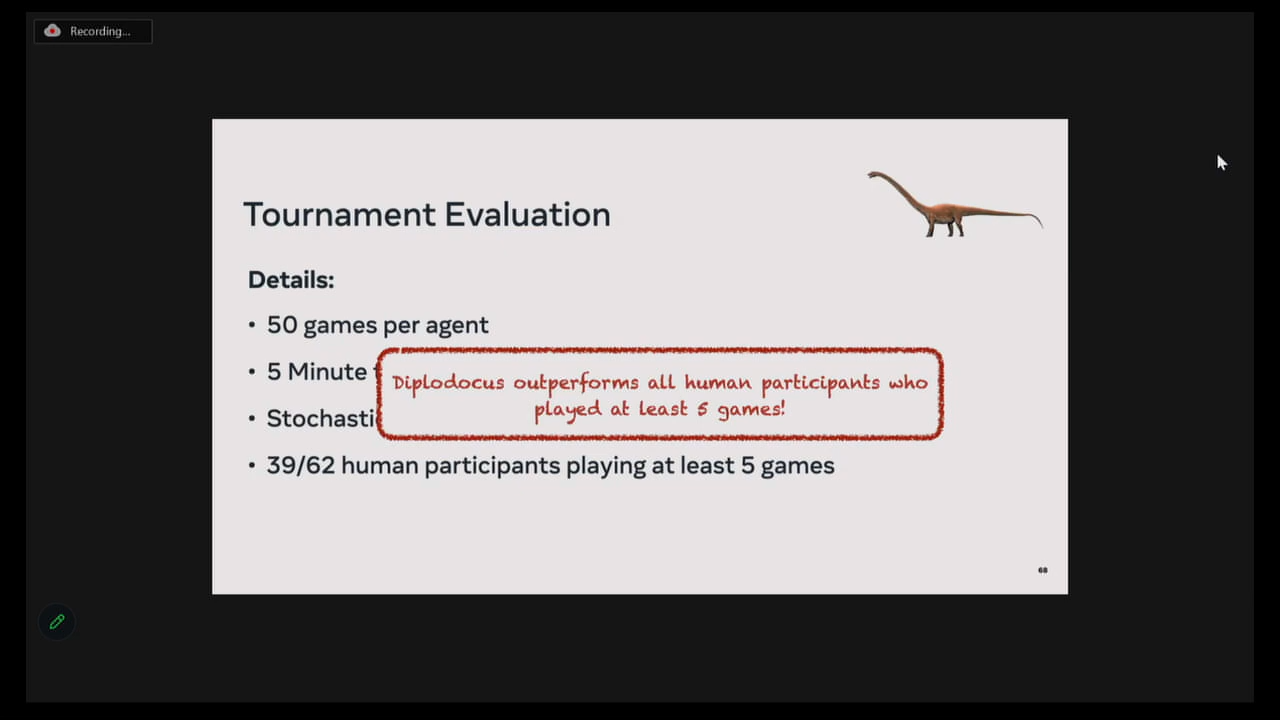 Recording...
Tournament Evaluation
Details:
• 50 games per agent
• 5 Minute
Diplodocus outperforms all human participants who
played at least 5 games!
• 39/62 human participants playing at least 5 games
68